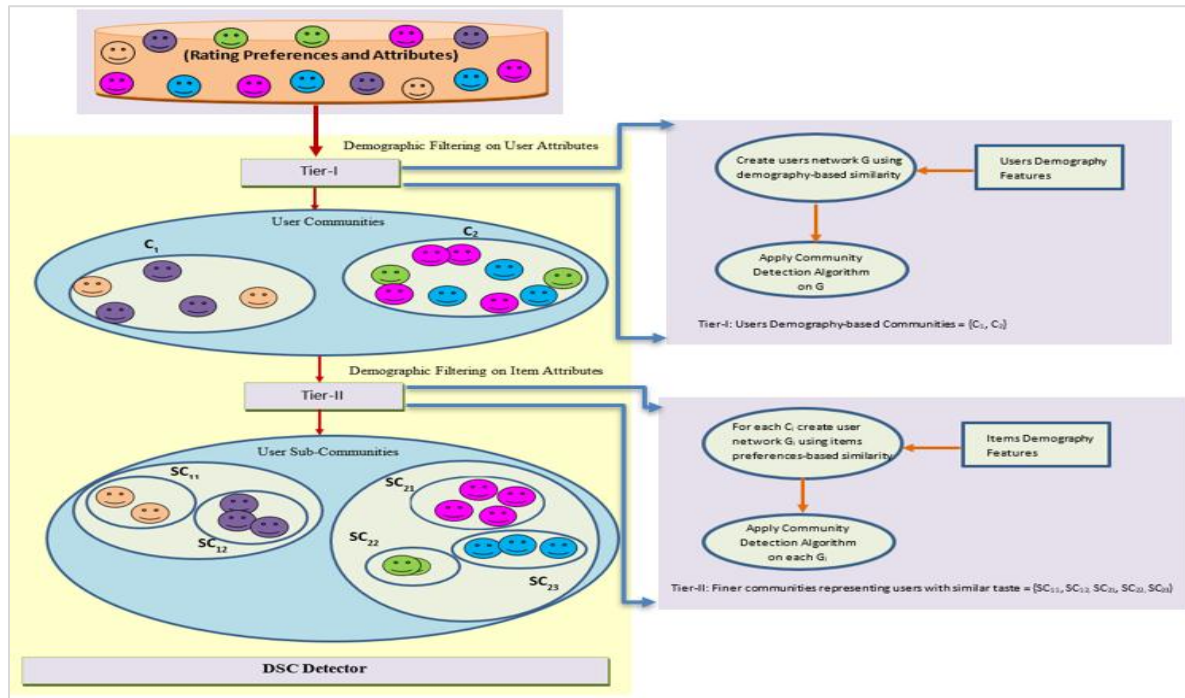 (Rating Preferences and Attributes)
Demographic Filtering on User Attributes
Tier-I
User Communities
C₁
C₂
Create users network G using
demography-based similarity
Users Demography
Features
Apply Community
Detection Algorithm
on G
Tier-I: Users Demography-based Communities = {C₁, C₂}
Demographic Filtering on Item Attributes
Tier-II
User Sub-Communities
SC₁₁
SC₁₂
SC₂₁
SC₂₂
SC₂₃
For each Cᵢ create user
network Gᵢ using items
preferences-based similarity
Items Demography
Features
Apply Community
Detection Algorithm
on each Gᵢ
Tier-II: Finer communities representing users with similar taste = {SC₁₁, SC₁₂, SC₂₁, SC₂₂, SC₂₃}
DSC Detector